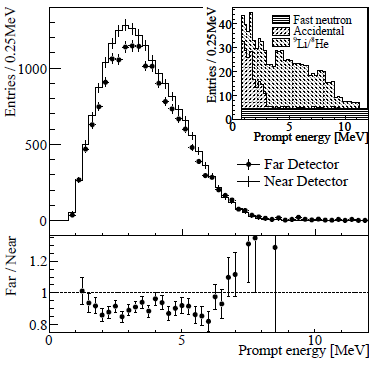 Entries / 0.25MeV
1000
500
0
Entries / 0.25MeV
40
30
20
10
0
Fast neutron
Accidental
⁹Li/⁸He
0 5 10
Prompt energy [MeV]
Far Detector
Near Detector
Far / Near
1.2
1
0.8
0 5 10
Prompt energy [MeV]